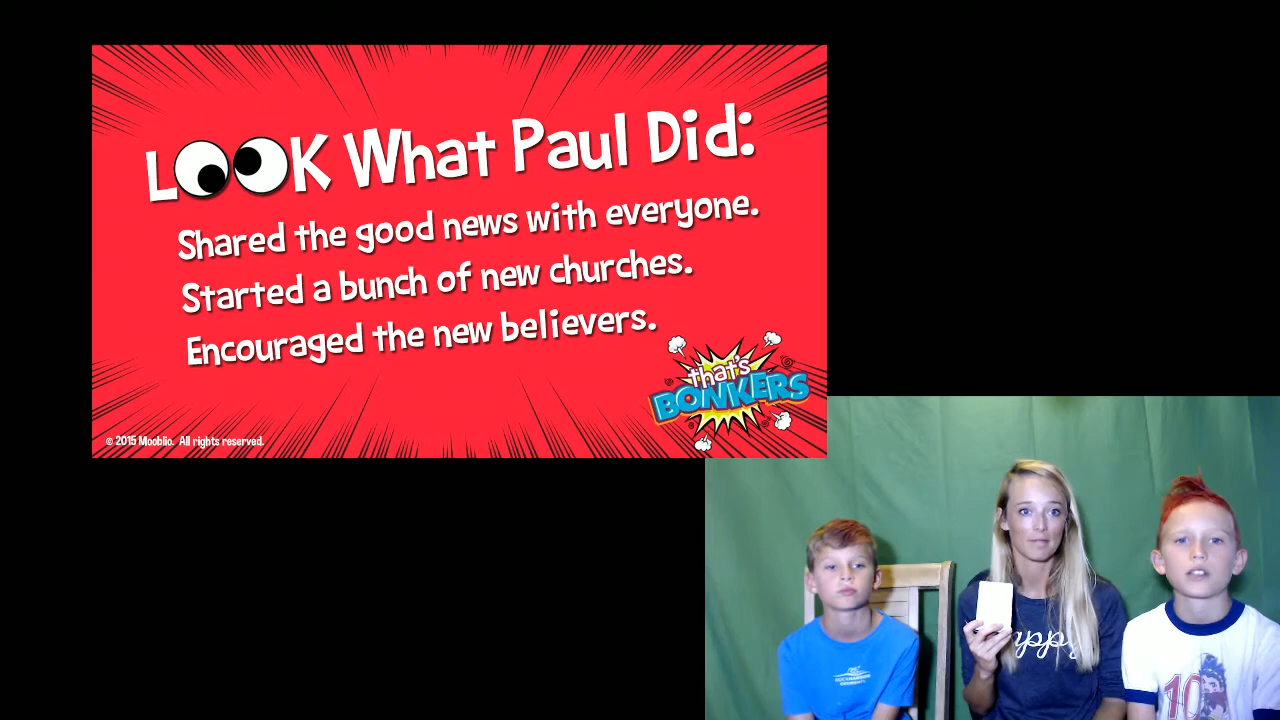 LOOK What Paul Did:
Shared the good news with everyone.
Started a bunch of new churches.
Encouraged the new believers.
that's
BONKERS
© 2015 Mooblio. All rights reserved.
10